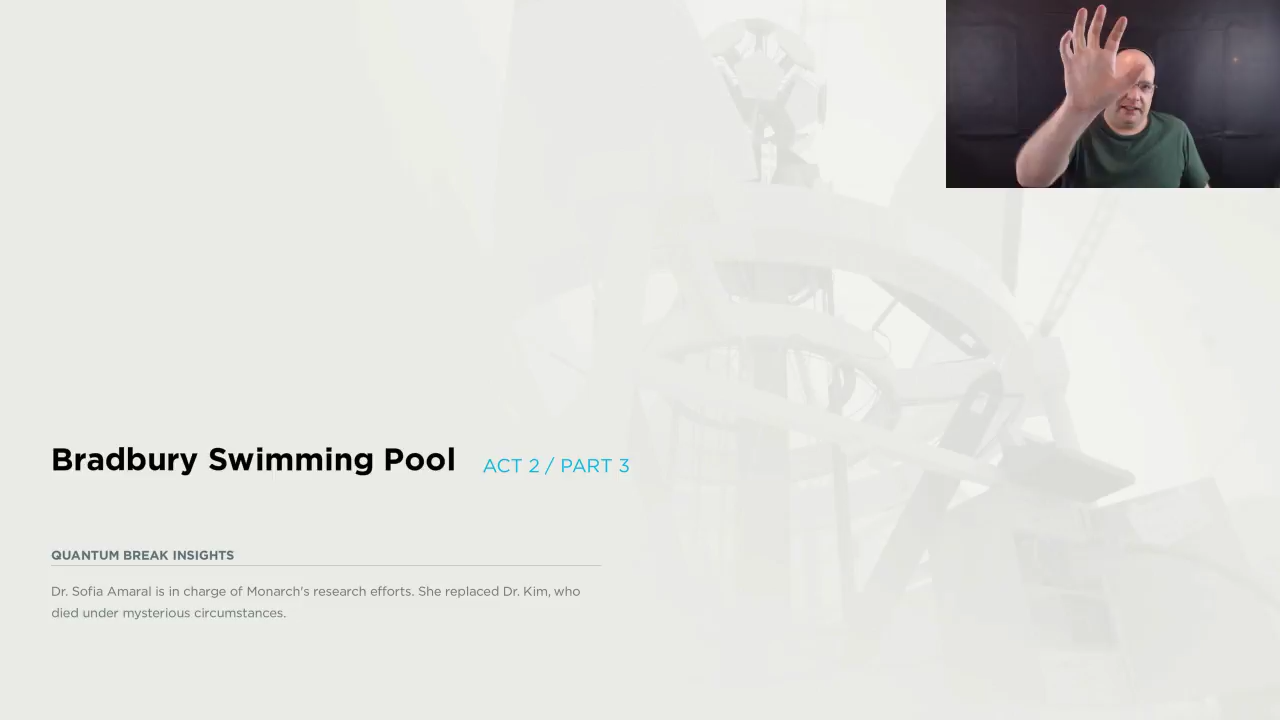 Bradbury Swimming Pool ACT 2 / PART 3
QUANTUM BREAK INSIGHTS
Dr. Sofia Amaral is in charge of Monarch's research efforts. She replaced Dr. Kim, who
died under mysterious circumstances.